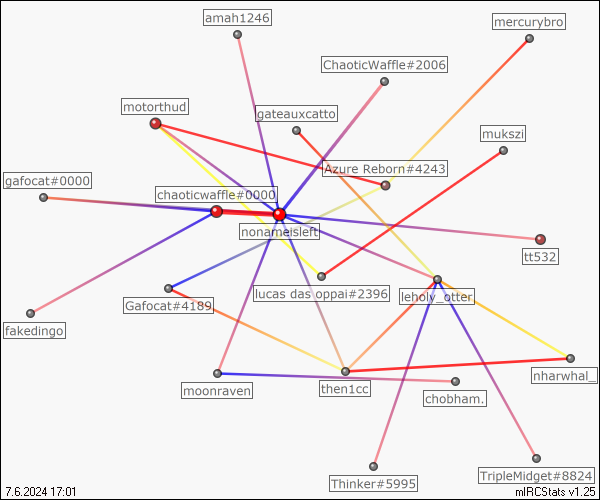 amah1246
mercurybro
ChaoticWaffle#2006
motorthud
gateauxcatto
mukszi
Azure Reborn#4243
gafocat#0000
chaoticwaffle#0000
nonameisleft
tt532
lucas das oppai#2396
leholy_otter
Gafocat#4189
fakedingo
nharwhal_
moonraven
then1cc
chobham.
Thinker#5995
TripleMidget#8824
7.6.2024 17:01
mIRCStats v1.25